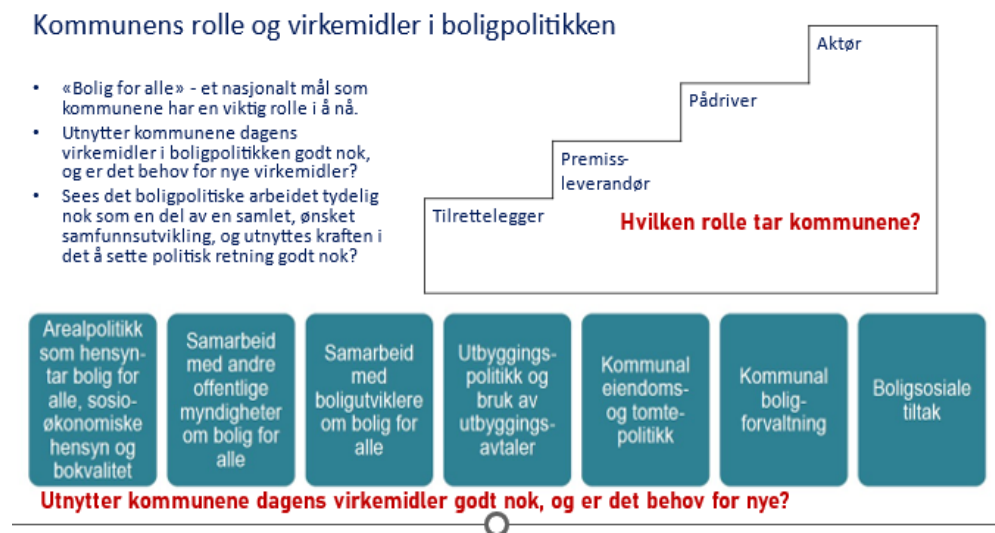 Kommunens rolle og virkemidler i boligpolitikken
• «Bolig for alle» - et nasjonalt mål som
kommunene har en viktig rolle i å nå.
• Utnytter kommunene dagens
virkemidler i boligpolitikken godt nok,
og er det behov for nye virkemidler?
• Sees det boligpolitiske arbeidet tydelig
nok som en del av en samlet, ønsket
samfunnsutvikling, og utnyttes kraften i
det å sette politisk retning godt nok?
Aktør
Pådriver
Premiss-
leverandør
Tilrettelegger
Hvilken rolle tar kommunene?
Arealpolitikk
som hensyn-
tar bolig for
alle, sosio-
økonomiske
hensyn og
bokvalitet
Samarbeid
med andre
offentlige
myndigheter
om bolig for
alle
Samarbeid
med
boligutviklere
om bolig for
alle
Utbyggings-
politikk og
bruk av
utbyggings-
avtaler
Kommunal
eiendoms-
og tomte-
politikk
Kommunal
bolig-
forvaltning
Boligsosiale
tiltak
Utnytter kommunene dagens virkemidler godt nok, og er det behov for nye?